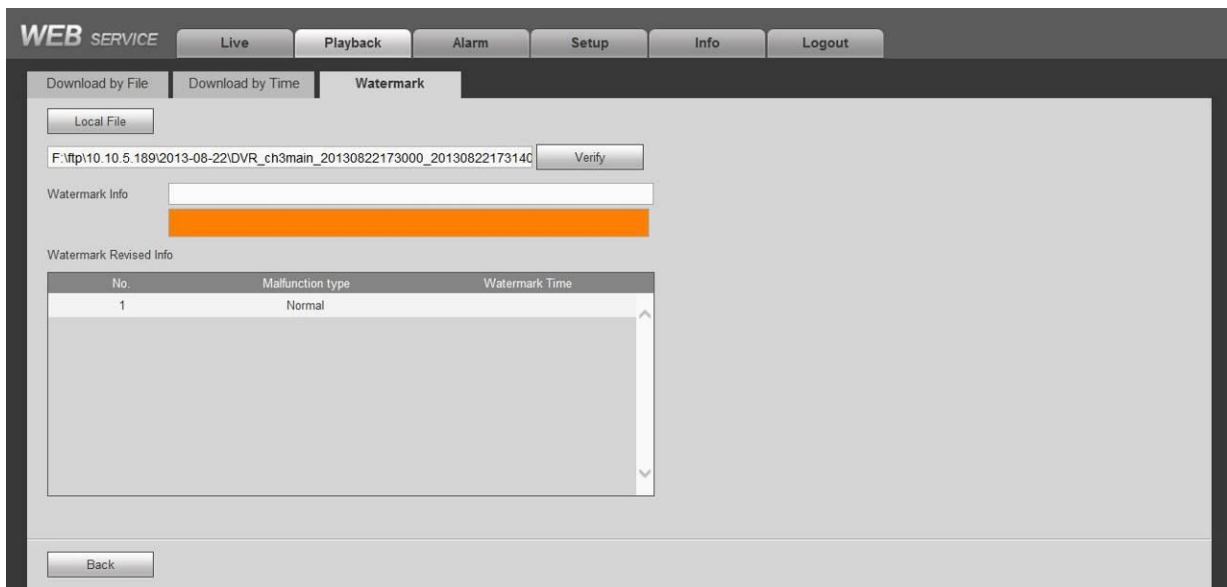 WEB SERVICE Live Playback Alarm Setup Info Logout
Download by File Download by Time Watermark
Local File
F:\ftp\10.10.5.189\2013-08-22\DVR_ch3main_20130822173000_20130822173140 Verify
Watermark Info
Watermark Revised Info
No. Malfunction type Watermark Time
1 Normal
Back